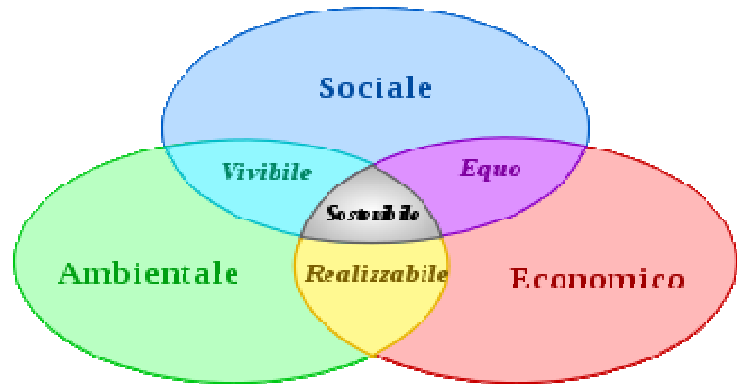 Sociale
Vivibile
Equo
Sostenibile
Ambientale
Realizzabile
Economico